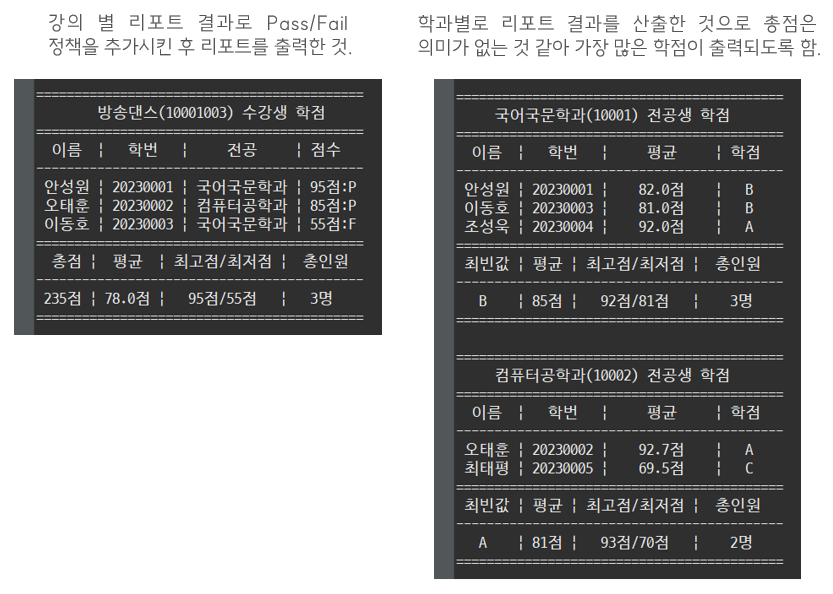 강의 별 리포트 결과로 Pass/Fail
정책을 추가시킨 후 리포트를 출력한 것.
===========================================
방송댄스(10001003) 수강생 학점
===========================================
이름 ¦ 학번 ¦ 전공 ¦ 점수
-------------------------------------------
안성원 ¦ 20230001 ¦ 국어국문학과 ¦ 95점:P
오태훈 ¦ 20230002 ¦ 컴퓨터공학과 ¦ 85점:P
이동호 ¦ 20230003 ¦ 국어국문학과 ¦ 55점:F
===========================================
총점 ¦ 평균 ¦ 최고점/최저점 ¦ 총인원
-------------------------------------------
235점 ¦ 78.0점 ¦ 95점/55점 ¦ 3명
===========================================
학과별로 리포트 결과를 산출한 것으로 총점은
의미가 없는 것 같아 가장 많은 학점이 출력되도록 함.
===========================================
국어국문학과(10001) 전공생 학점
===========================================
이름 ¦ 학번 ¦ 평균 ¦ 학점
-------------------------------------------
안성원 ¦ 20230001 ¦ 82.0점 ¦ B
이동호 ¦ 20230003 ¦ 81.0점 ¦ B
조성욱 ¦ 20230004 ¦ 92.0점 ¦ A
===========================================
최빈값 ¦ 평균 ¦ 최고점/최저점 ¦ 총인원
-------------------------------------------
B ¦ 85점 ¦ 92점/81점 ¦ 3명
===========================================
===========================================
컴퓨터공학과(10002) 전공생 학점
===========================================
이름 ¦ 학번 ¦ 평균 ¦ 학점
-------------------------------------------
오태훈 ¦ 20230002 ¦ 92.7점 ¦ A
최태평 ¦ 20230005 ¦ 69.5점 ¦ C
===========================================
최빈값 ¦ 평균 ¦ 최고점/최저점 ¦ 총인원
-------------------------------------------
A ¦ 81점 ¦ 93점/70점 ¦ 2명
===========================================